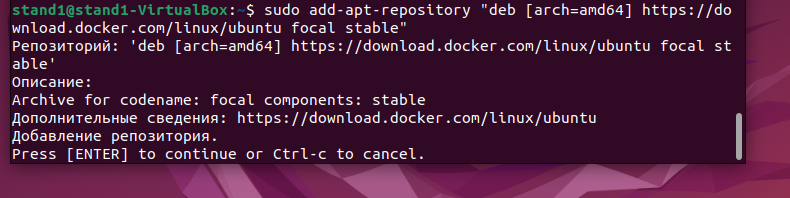 stand1@stand1-VirtualBox:~$ sudo add-apt-repository "deb [arch=amd64] https://do
wnload.docker.com/linux/ubuntu focal stable"
Репозиторий: 'deb [arch=amd64] https://download.docker.com/linux/ubuntu focal st
able'
Описание:
Archive for codename: focal components: stable
Дополнительные сведения: https://download.docker.com/linux/ubuntu
Добавление репозитория.
Press [ENTER] to continue or Ctrl-c to cancel.